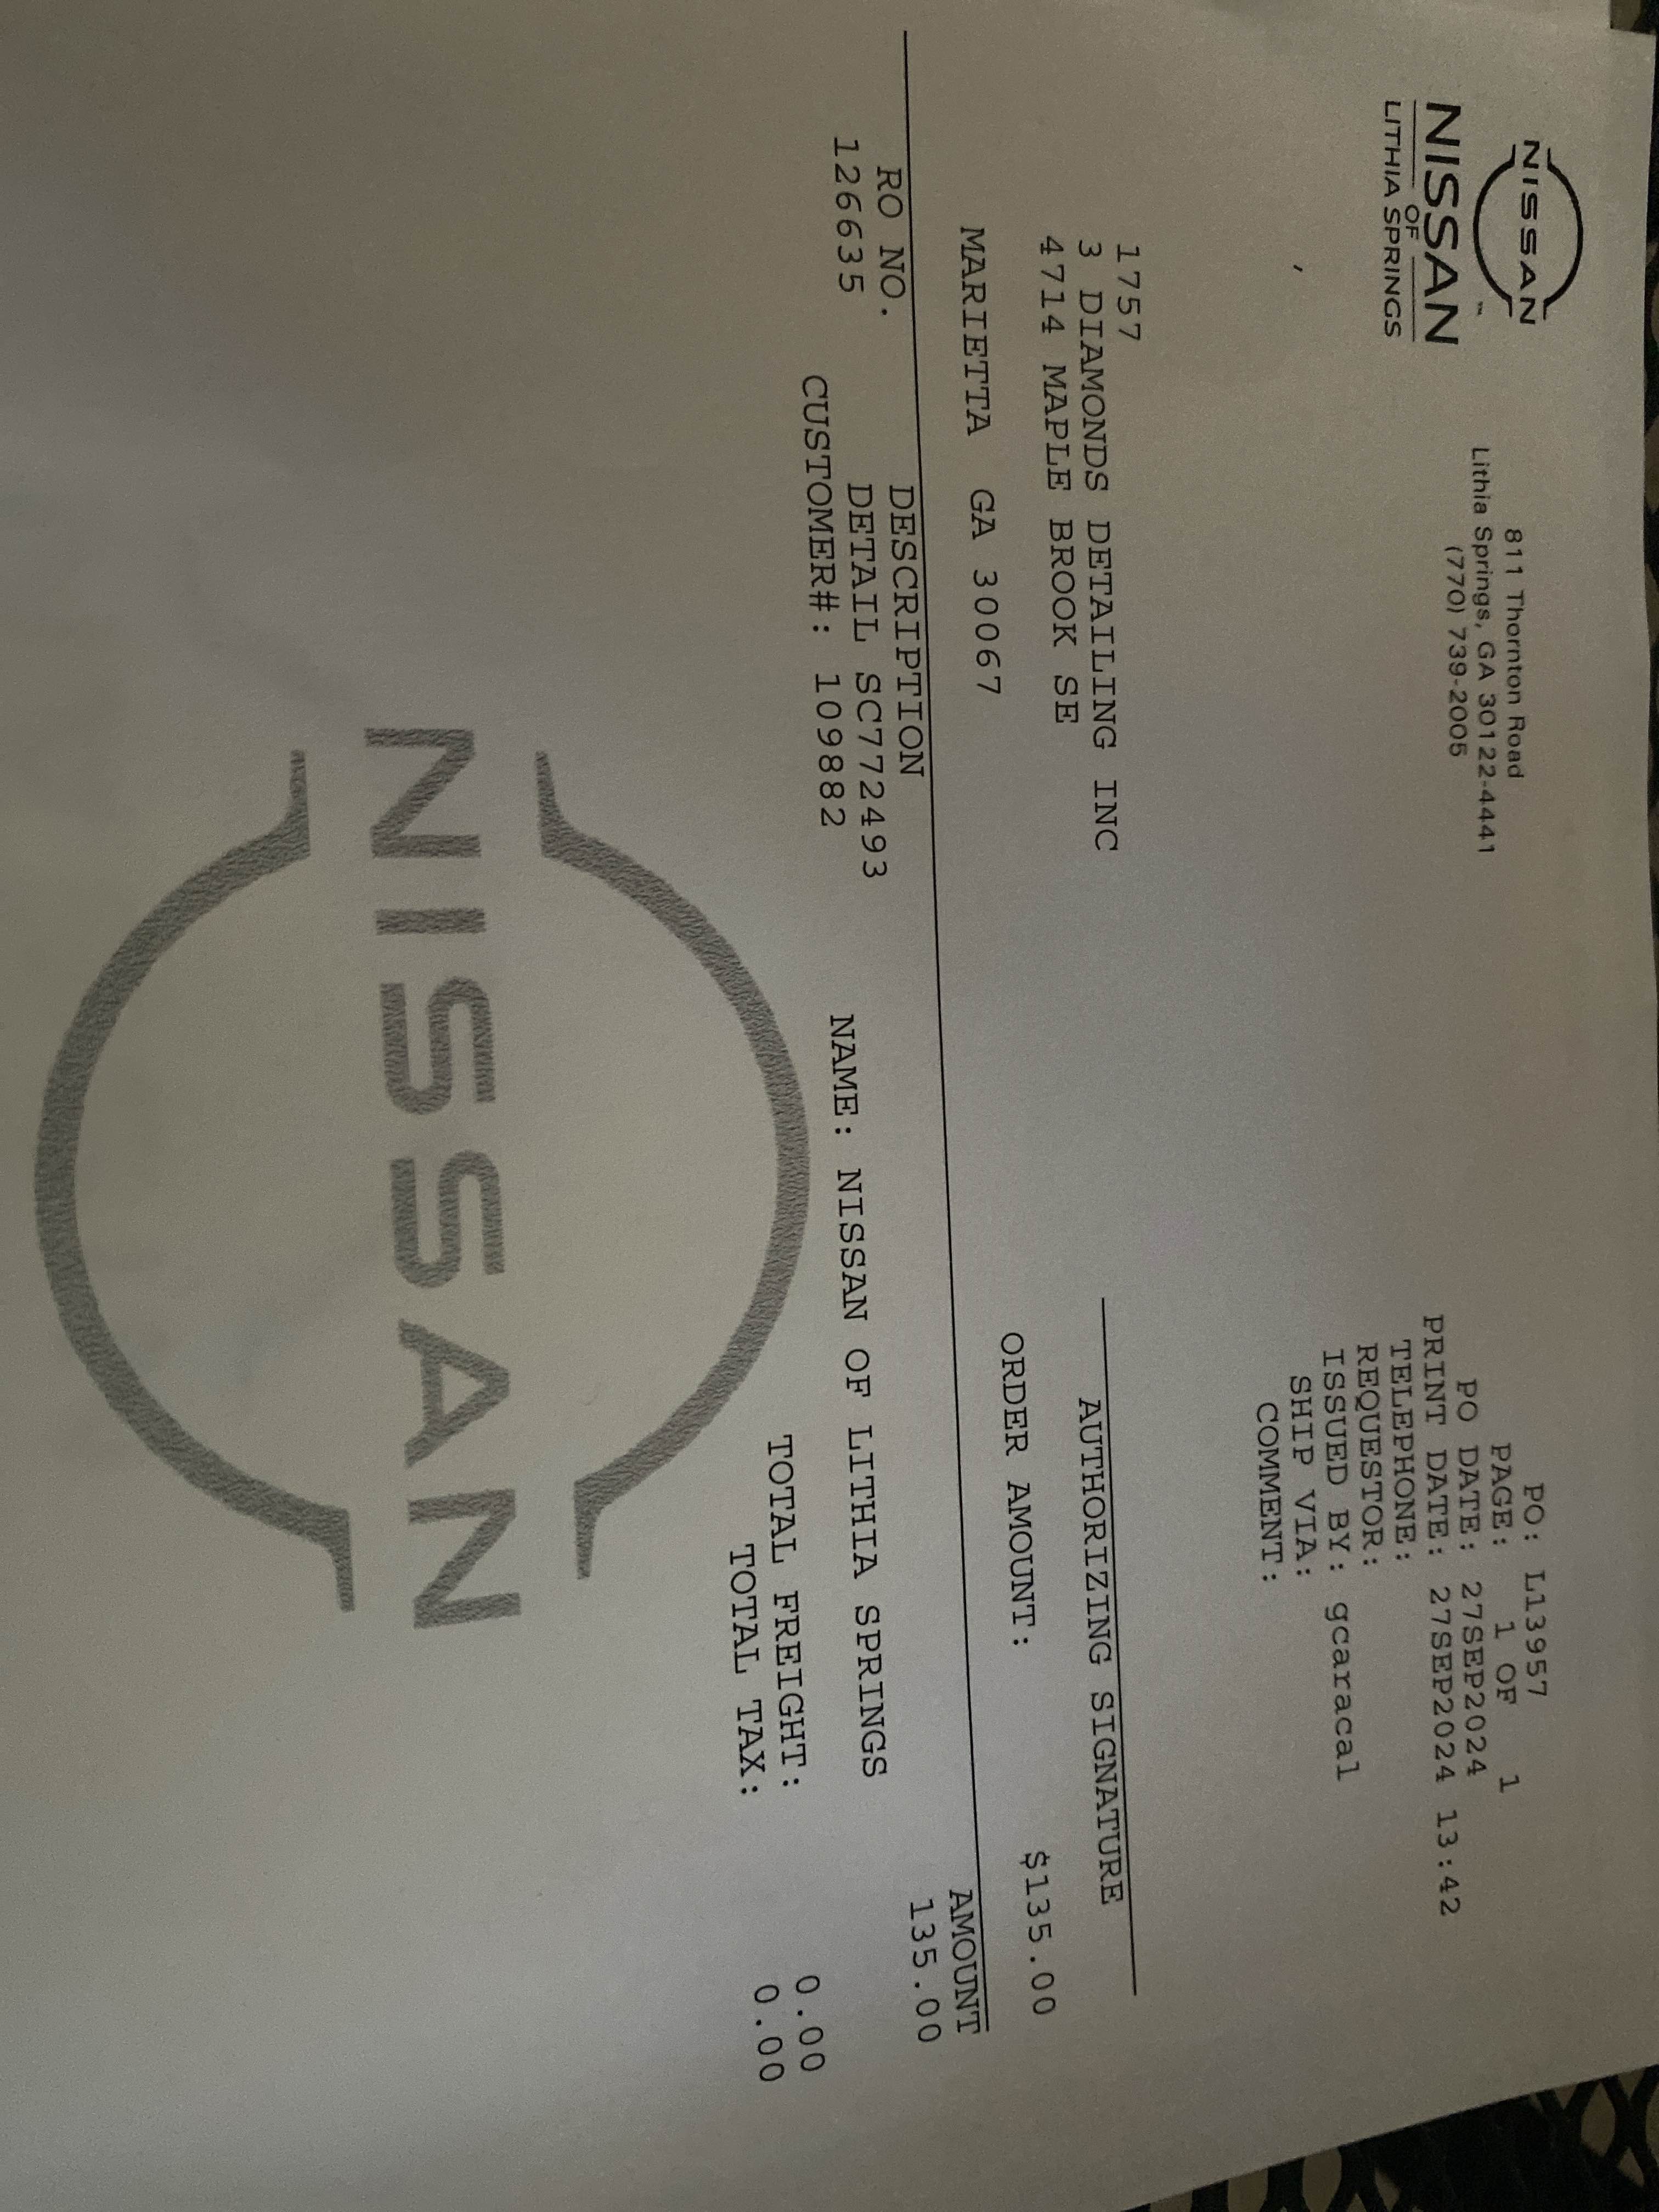 NISSAN
NISSAN
OF
LITHIA SPRINGS
811 Thornton Road
Lithia Springs, GA 30122-4441
(770) 739-2005
PO: L13957
PAGE: 1 OF 1
PO DATE: 27SEP2024
PRINT DATE: 27SEP2024 13:42
TELEPHONE:
REQUESTOR:
ISSUED BY: gcaracal
SHIP VIA:
COMMENT:
1757
3 DIAMONDS DETAILING INC
4714 MAPLE BROOK SE
MARIETTA GA 30067
AUTHORIZING SIGNATURE
ORDER AMOUNT: $135.00
RO NO. DESCRIPTION AMOUNT
126635 DETAIL SC772493 135.00
CUSTOMER#: 109882 NAME: NISSAN OF LITHIA SPRINGS
TOTAL FREIGHT: 0.00
TOTAL TAX: 0.00
NISSAN